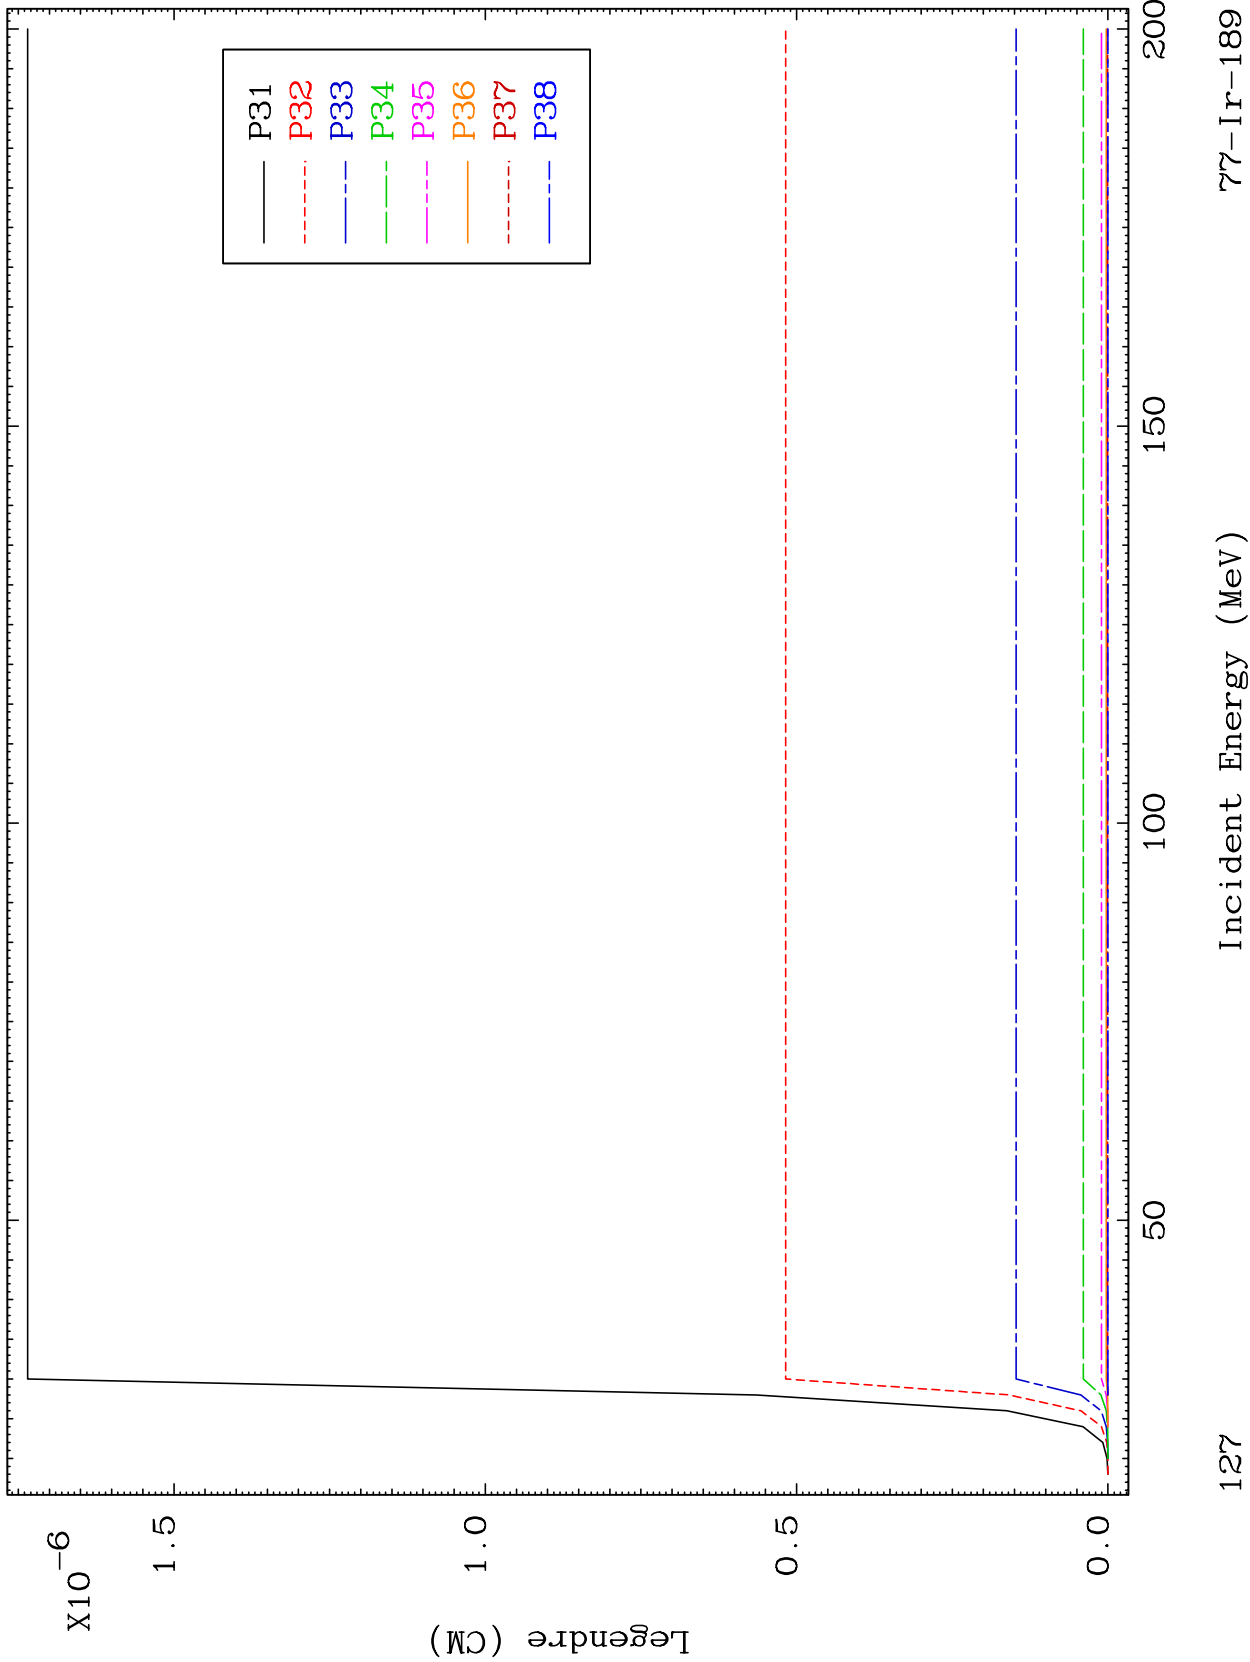 X10-6
1.5
1.0
0.5
0.0
Legendre (CM)
P31
P32
P33
P34
P35
P36
P37
P38
50
100
150
200
127
Incident Energy (MeV)
77-Ir-189